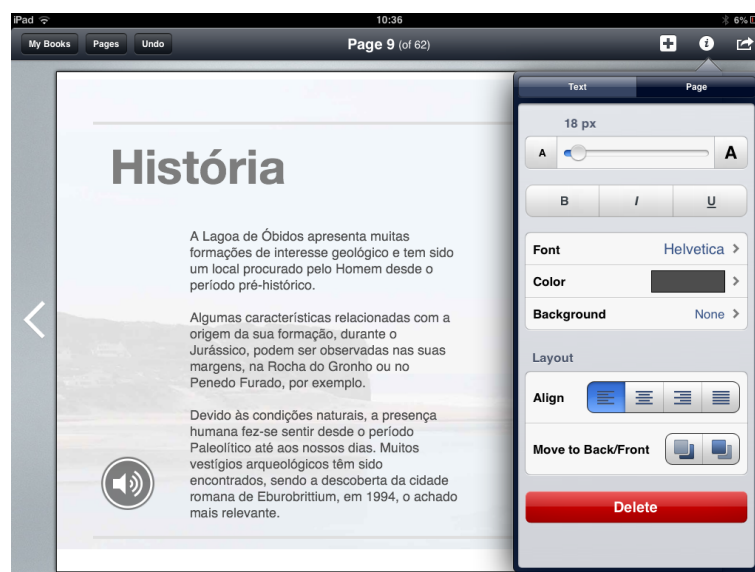 iPad 10:36 6%
My Books Pages Undo Page 9 (of 62)
Text Page
18 px
A A
B I U
Font Helvetica
Color
Background None
Layout
Align
Move to Back/Front
Delete
História
A Lagoa de Óbidos apresenta muitas
formações de interesse geológico e tem sido
um local procurado pelo Homem desde o
período pré-histórico.
Algumas características relacionadas com a
origem da sua formação, durante o
Jurássico, podem ser observadas nas suas
margens, na Rocha do Gronho ou no
Penedo Furado, por exemplo.
Devido às condições naturais, a presença
humana fez-se sentir desde o período
Paleolítico até aos nossos dias. Muitos
vestígios arqueológicos têm sido
encontrados, sendo a descoberta da cidade
romana de Eburobrittium, em 1994, o achado
mais relevante.